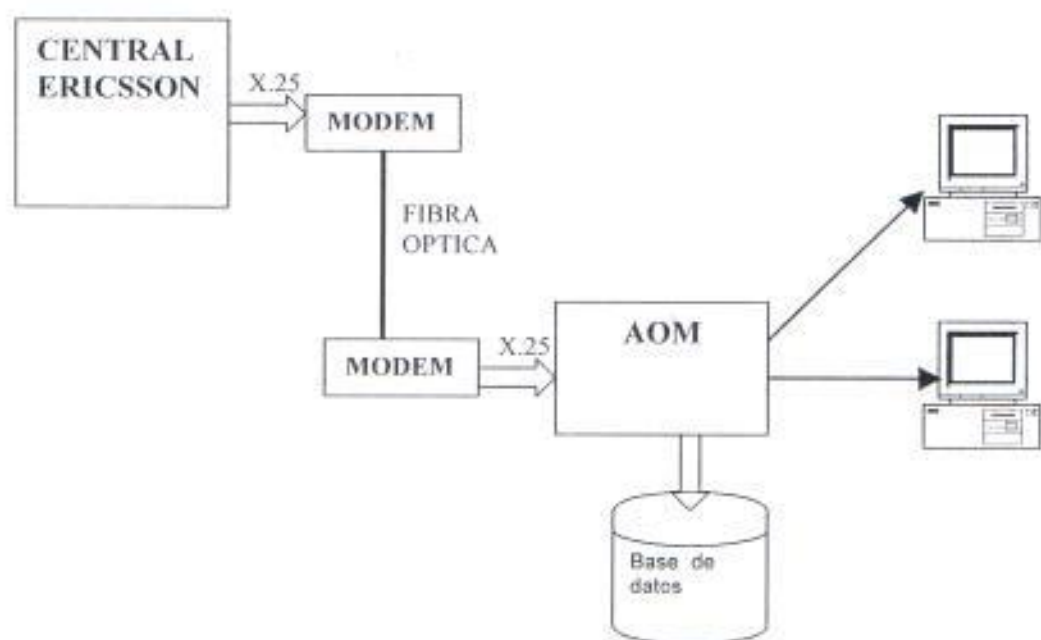 CENTRAL
ERICSSON
X.25
MODEM
FIBRA
OPTICA
MODEM
X.25
AOM
Base de
datos